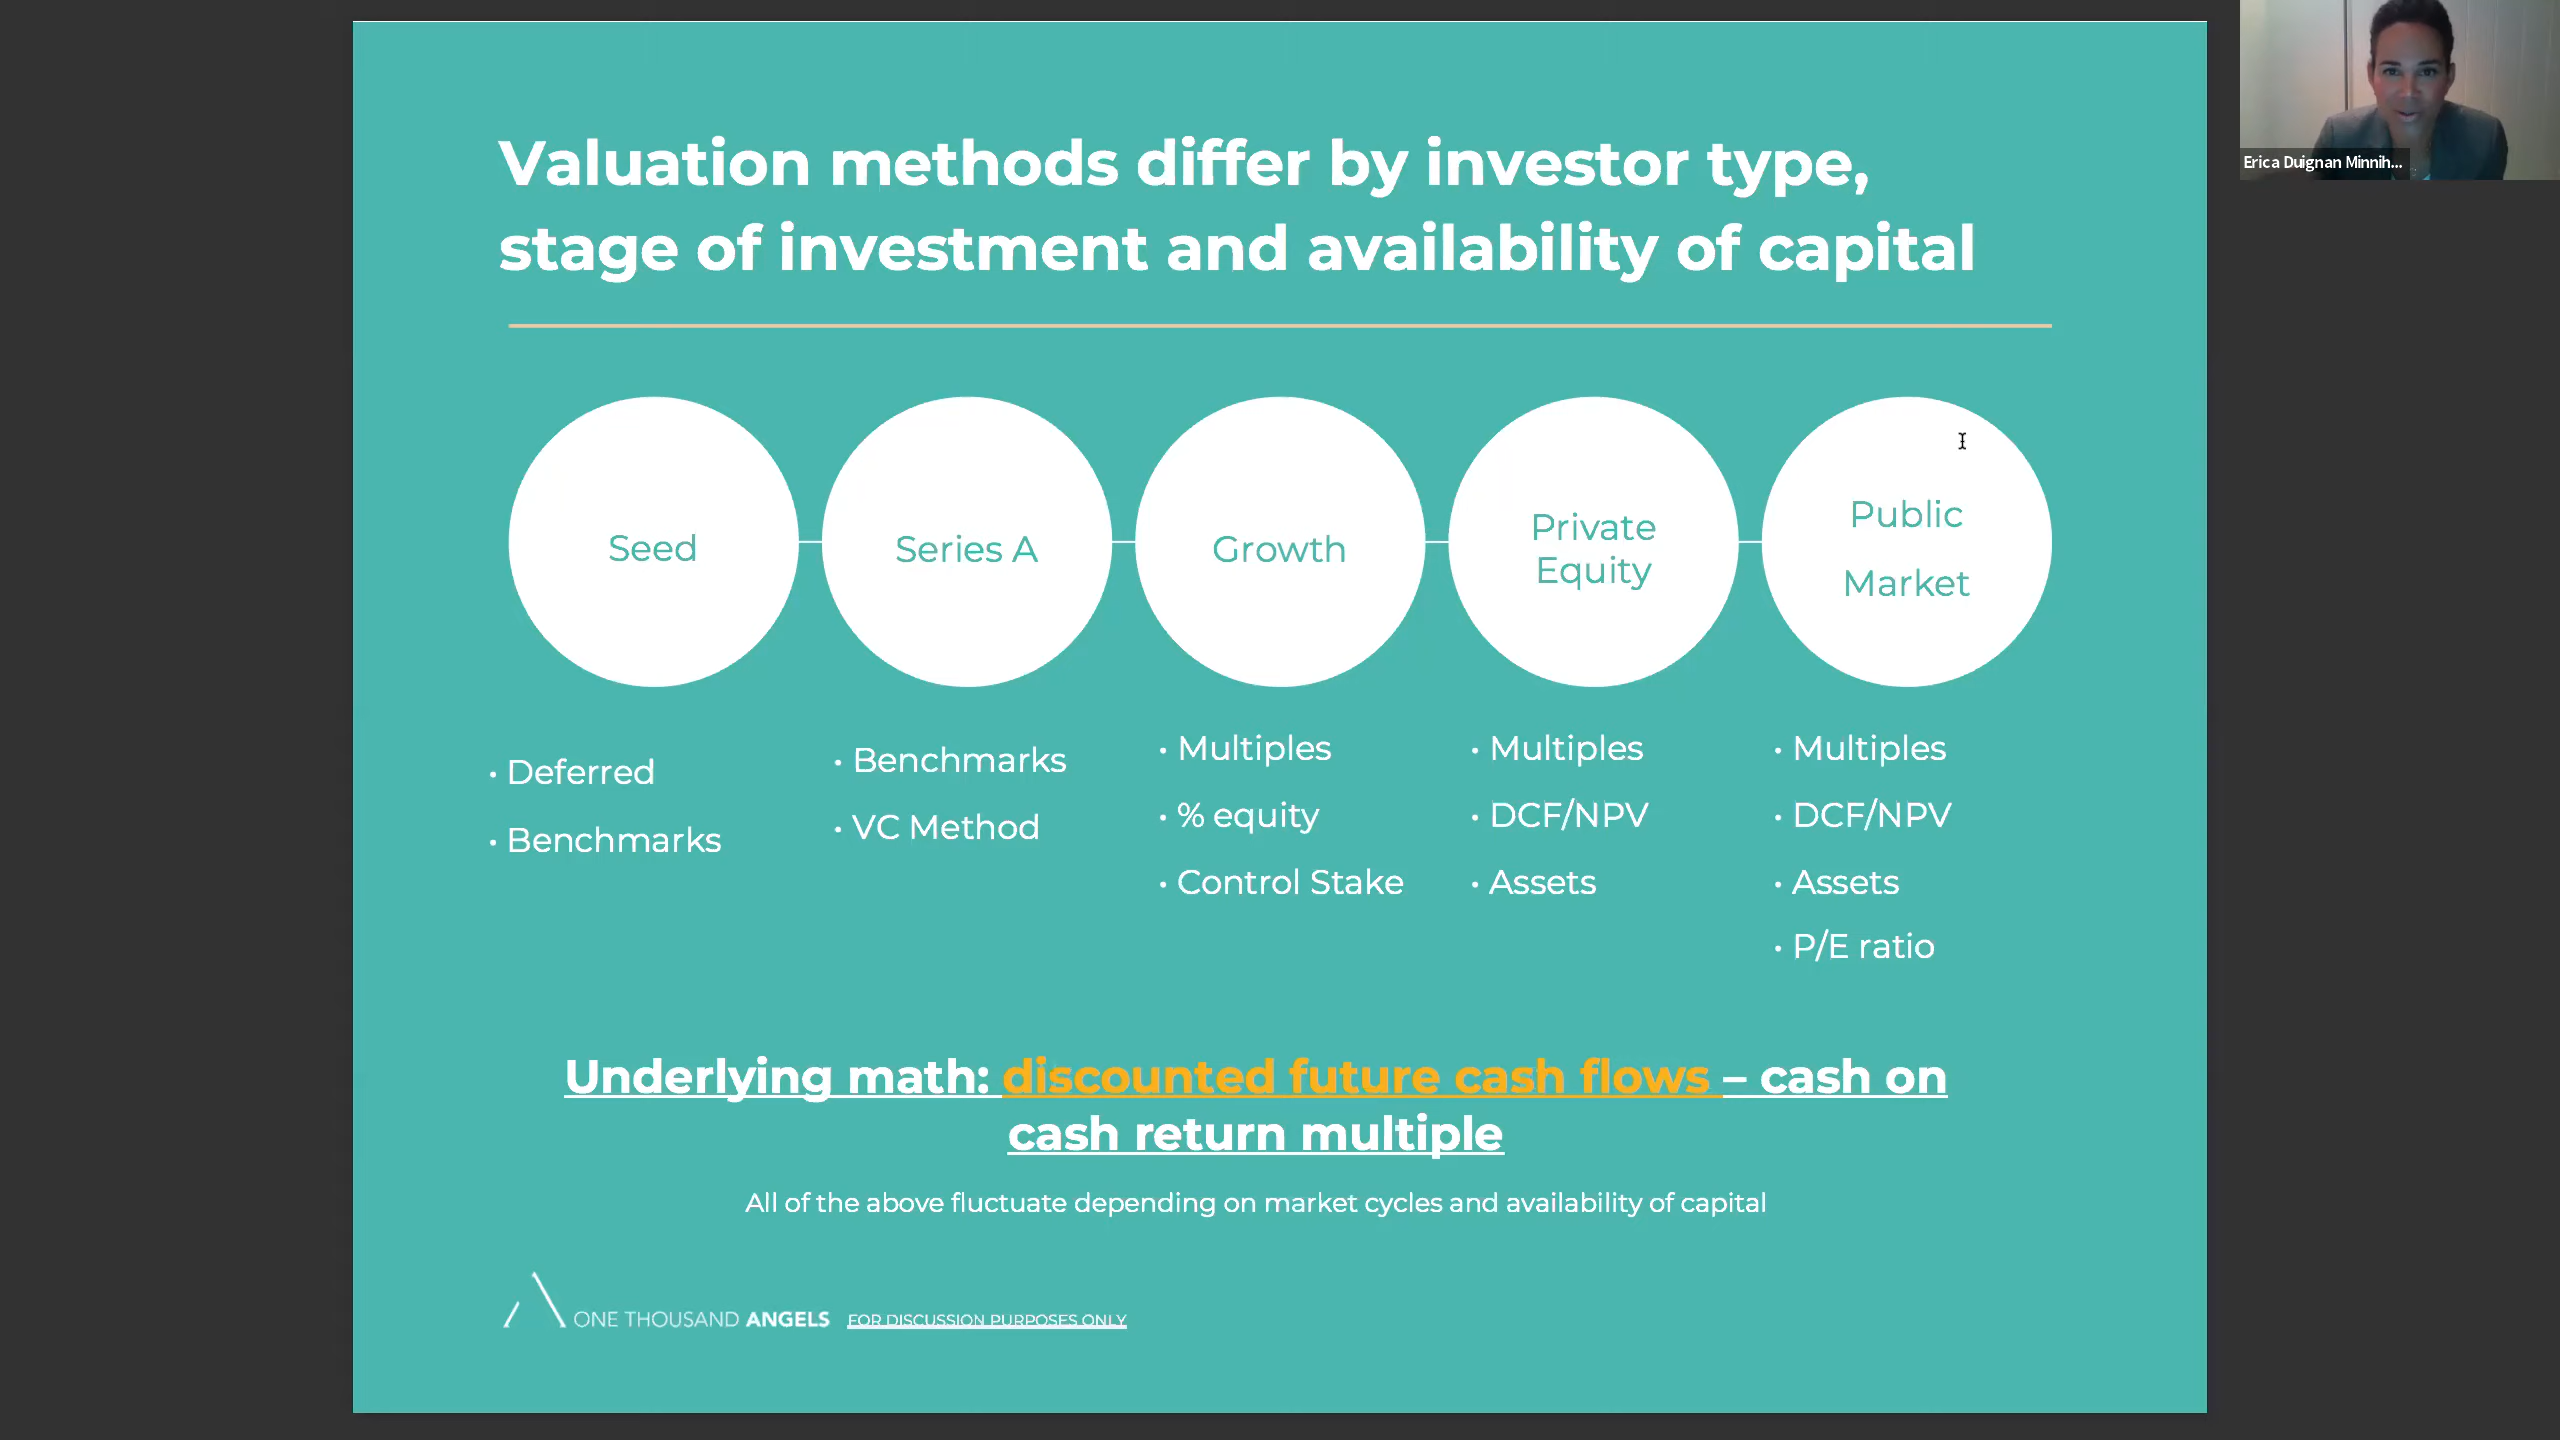 Valuation methods differ by investor type,
stage of investment and availability of capital
Erica Duignan Minnih...
Seed
Series A
Growth
Private
Equity
Public
Market
• Deferred
• Benchmarks
• Benchmarks
• VC Method
• Multiples
• % equity
• Control Stake
• Multiples
• DCF/NPV
• Assets
• Multiples
• DCF/NPV
• Assets
• P/E ratio
Underlying math: discounted future cash flows – cash on
cash return multiple
All of the above fluctuate depending on market cycles and availability of capital
ONE THOUSAND ANGELS FOR DISCUSSION PURPOSES ONLY